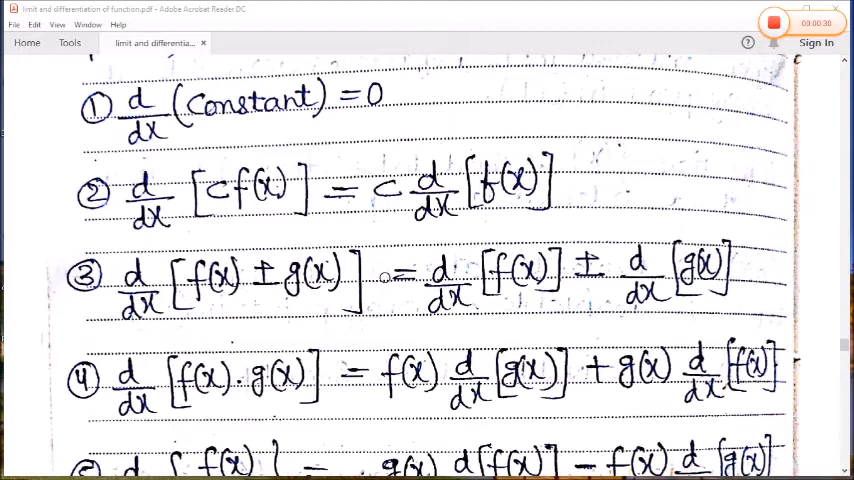 limit and differentiation of function.pdf - Adobe Acrobat Reader DC
File Edit View Window Help
00:00:30
Home Tools limit and differentia... × Sign In
① d/dx (Constant) = 0
② d/dx [c f(x)] = c d/dx [f(x)]
③ d/dx [f(x) ± g(x)] = d/dx [f(x)] ± d/dx [g(x)]
④ d/dx [f(x) · g(x)] = f(x) d/dx [g(x)] + g(x) d/dx [f(x)]
d [f(x)] = g(x) d [f(x)] - f(x) d [g(x)]